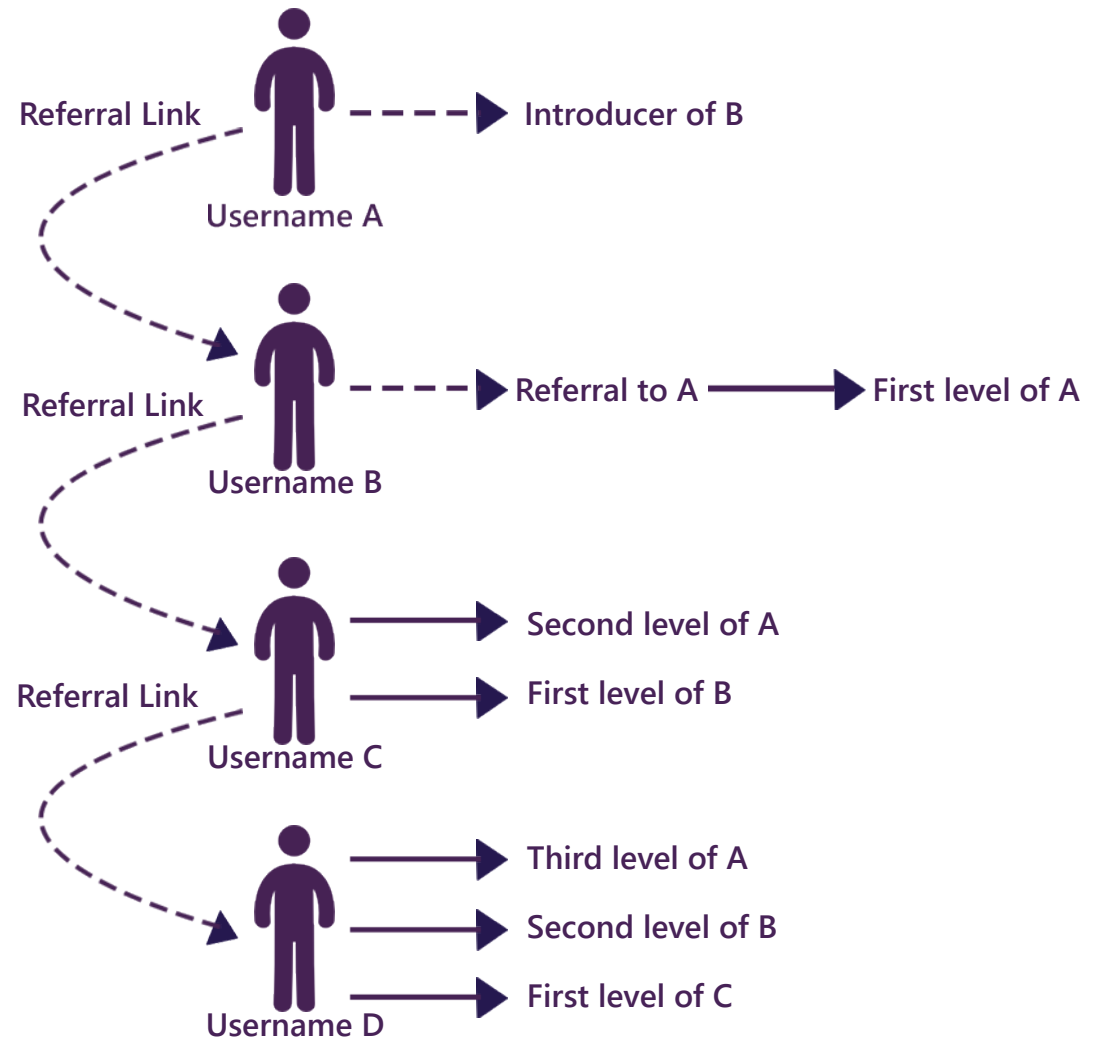 Referral Link
Introducer of B
Username A
Referral to A
First level of A
Referral Link
Username B
Second level of A
First level of B
Referral Link
Username C
Third level of A
Second level of B
First level of C
Username D